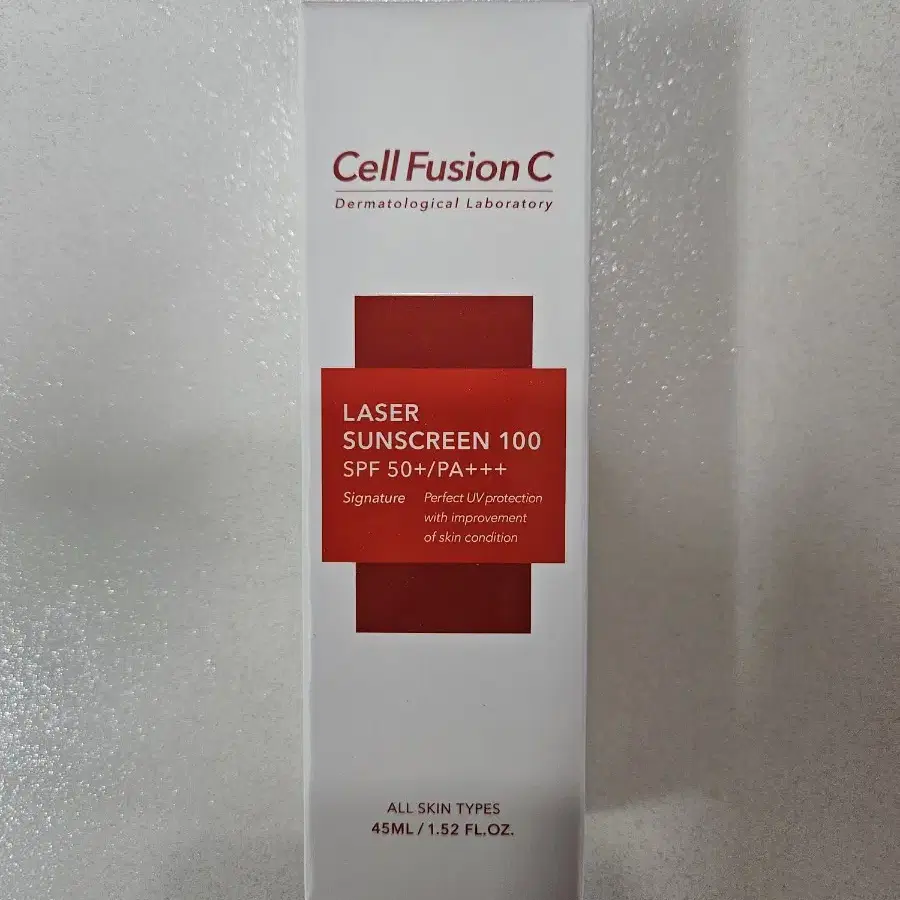 Cell Fusion C
Dermatological Laboratory
LASER
SUNSCREEN 100
SPF 50+/PA+++
Signature Perfect UV protection
with improvement
of skin condition
ALL SKIN TYPES
45ML / 1.52 FL.OZ.